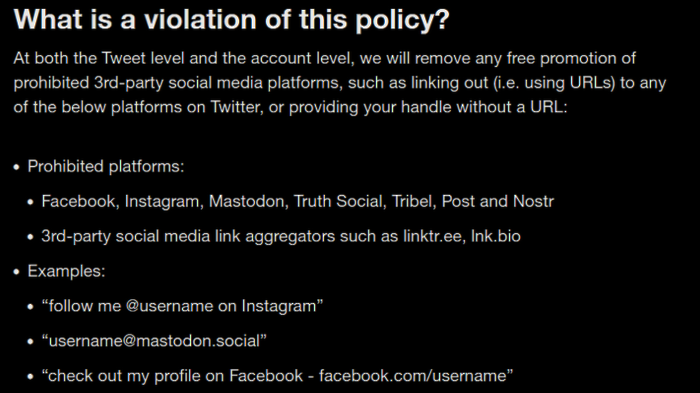 What is a violation of this policy?
At both the Tweet level and the account level, we will remove any free promotion of
prohibited 3rd-party social media platforms, such as linking out (i.e. using URLs) to any
of the below platforms on Twitter, or providing your handle without a URL:
• Prohibited platforms:
• Facebook, Instagram, Mastodon, Truth Social, Tribel, Post and Nostr
• 3rd-party social media link aggregators such as linktr.ee, lnk.bio
• Examples:
• “follow me @username on Instagram”
• “username@mastodon.social”
• “check out my profile on Facebook - facebook.com/username”